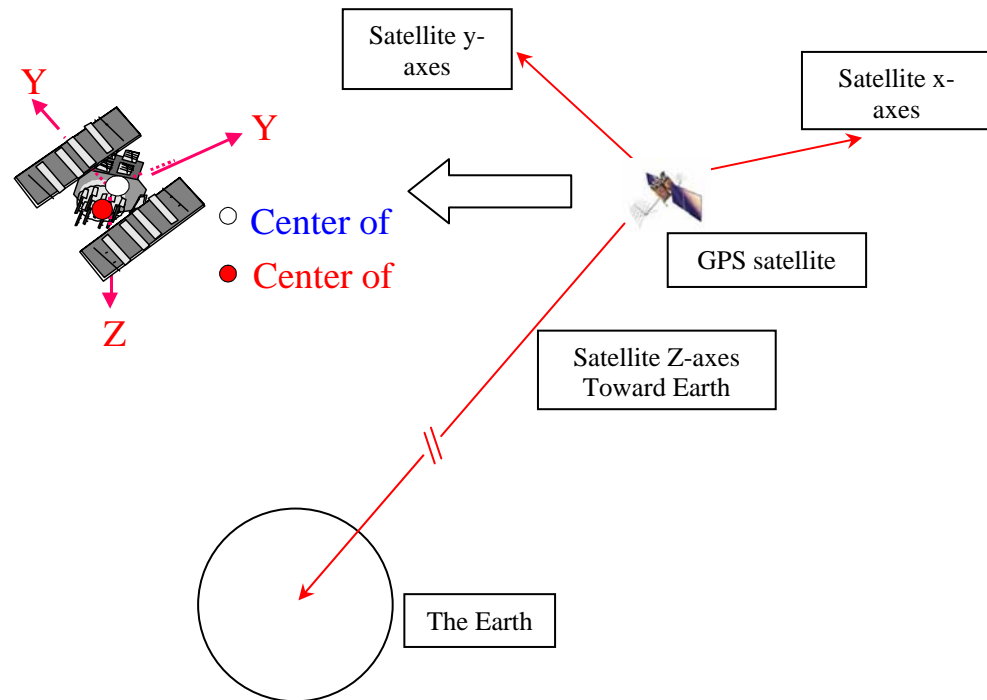 Satellite y-
axes
Satellite x-
axes
Y
Y
Center of
Center of
Z
GPS satellite
Satellite Z-axes
Toward Earth
The Earth